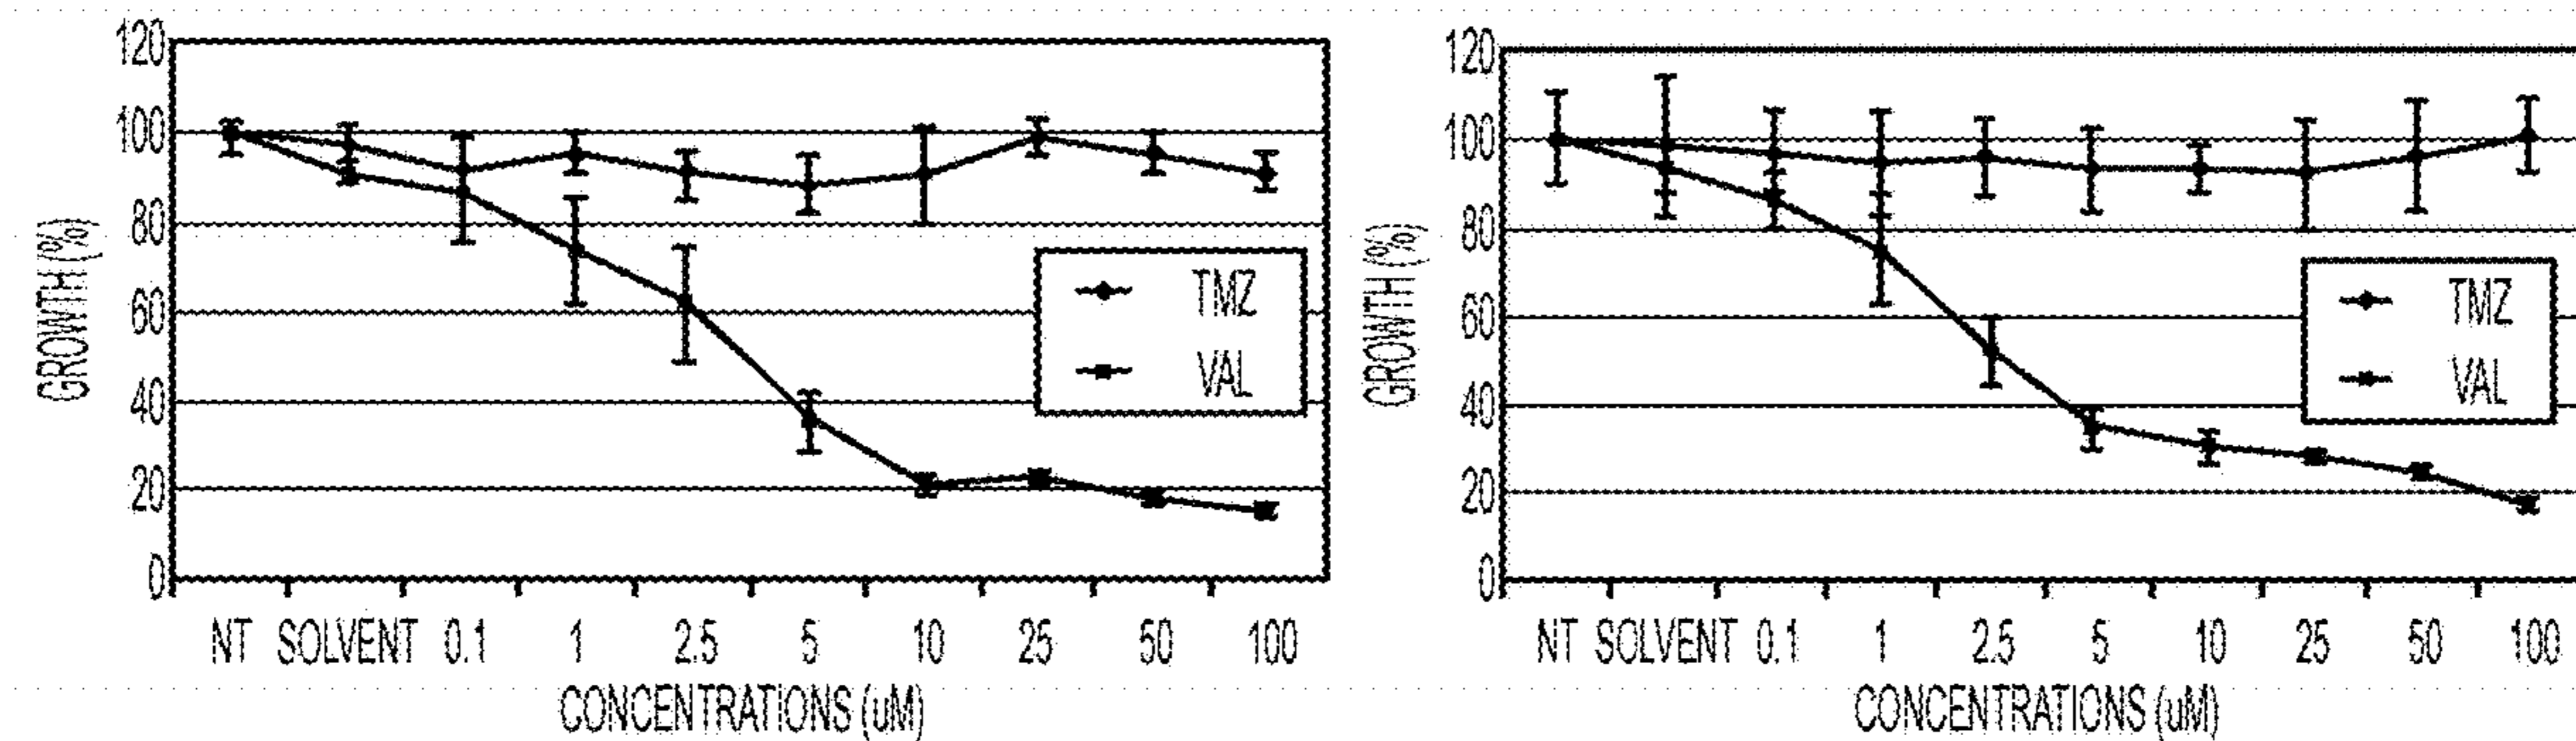 120
100
80
60
40
20
0
GROWTH (%)
TMZ
VAL
NT SOLVENT 0.1 1 2.5 5 10 25 50 100
CONCENTRATIONS (uM)
120
100
80
60
40
20
0
GROWTH (%)
TMZ
VAL
NT SOLVENT 0.1 1 2.5 5 10 25 50 100
CONCENTRATIONS (uM)